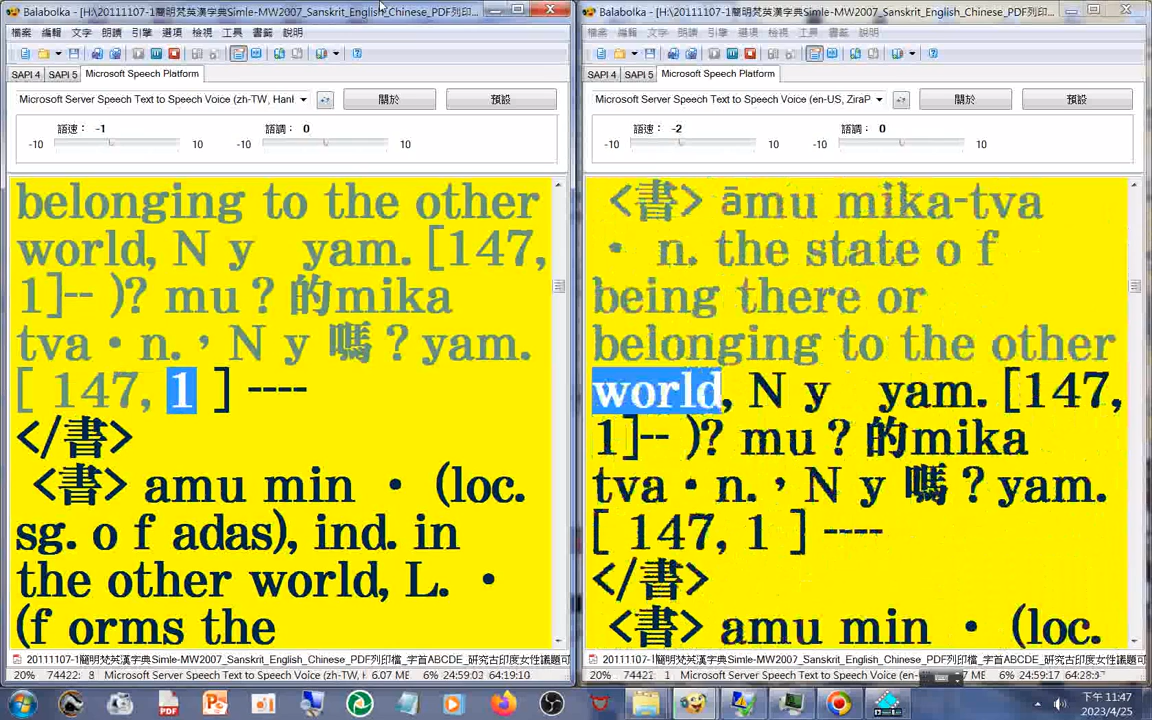 Balabolka - [H:\20111107-1簡明梵英漢字典Simle-MW2007_Sanskrit_English_Chinese_PDF列印...
檔案 編輯 文字 朗讀 引擎 選項 檢視 工具 書籤 說明
SAPI 4 SAPI 5 Microsoft Speech Platform
Microsoft Server Speech Text to Speech Voice (zh-TW, Hanl
關於 預設
語速： -1 語調： 0
-10 10 -10 10
belonging to the other
world, N y yam. [147,
1]-- )? mu ? 的mika
tva • n.，N y 嗎？yam.
[ 147, 1 ] ----
</書>
<書> amu min • (loc.
sg. o f adas), ind. in
the other world, L. •
(f orms the
20111107-1簡明梵英漢字典Simle-MW2007_Sanskrit_English_Chinese_PDF列印檔_字首ABCDE_研究古印度女性議題可
20% 74422: 8 Microsoft Server Speech Text to Speech Voice (zh-TW, H 6.07 ME 6% 24:59:03 64:19:10
Balabolka - [H:\20111107-1簡明梵英漢字典Simle-MW2007_Sanskrit_English_Chinese_PDF列印...
檔案 編輯 文字 朗讀 引擎 選項 檢視 工具 書籤 說明
SAPI 4 SAPI 5 Microsoft Speech Platform
Microsoft Server Speech Text to Speech Voice (en-US, ZiraP
關於 預設
語速： -2 語調： 0
-10 10 -10 10
<書> āmu mika-tva
• n. the state o f
being there or
belonging to the other
world, N y yam. [147,
1]-- )? mu ? 的mika
tva • n.，N y 嗎？yam.
[ 147, 1 ] ----
</書>
<書> amu min • (loc.
20111107-1簡明梵英漢字典Simle-MW2007_Sanskrit_English_Chinese_PDF列印檔_字首ABCDE_研究古印度女性議題可
20% 74421: 1 Microsoft Server Speech Text to Speech Voice 6% 24:59:17
下午 11:47
2023/4/25